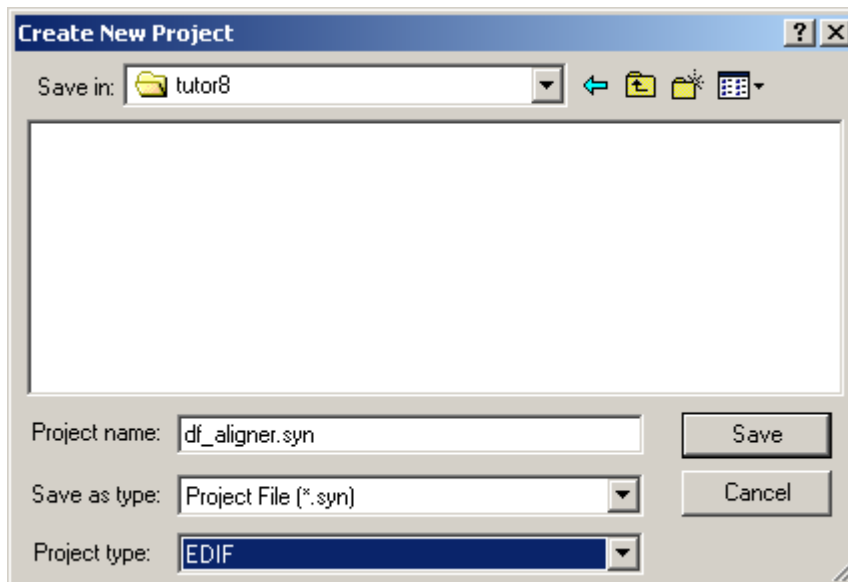 Create New Project
Save in: tutor8
Project name: df_aligner.syn
Save
Save as type: Project File (*.syn)
Cancel
Project type: EDIF